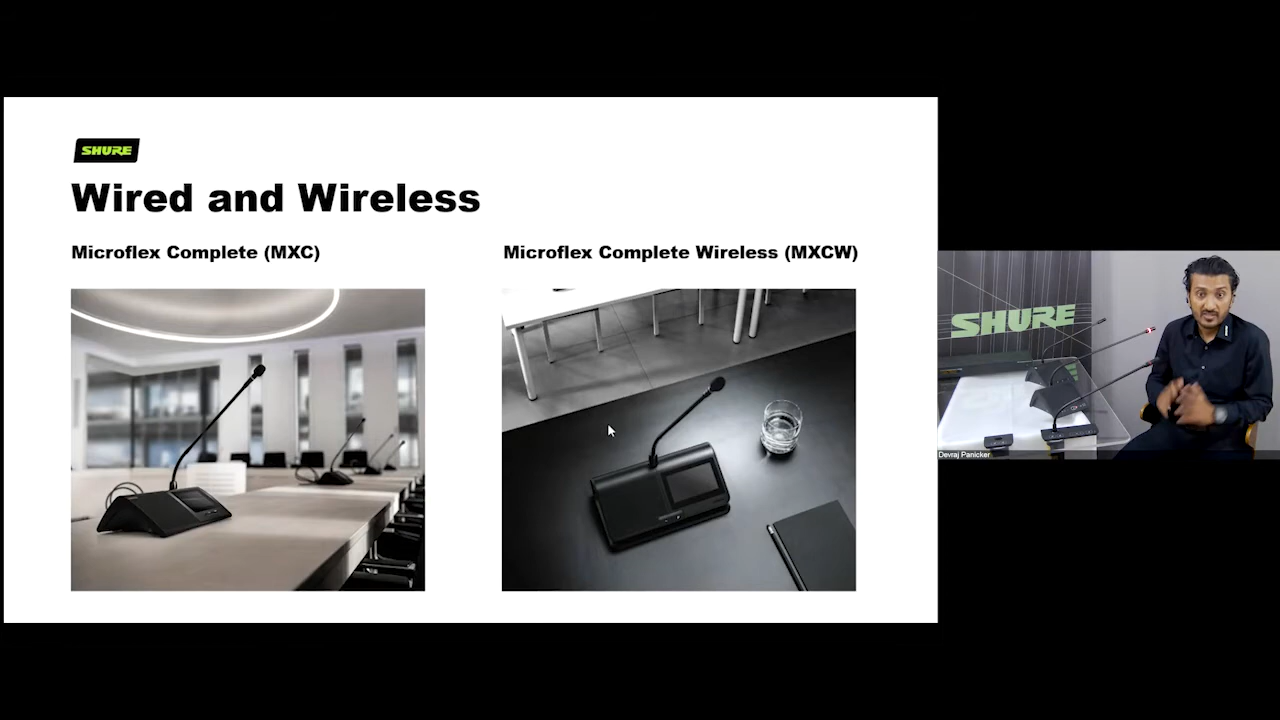 SHURE
Wired and Wireless
Microflex Complete (MXC)
Microflex Complete Wireless (MXCW)
SHURE
Devraj Panicker